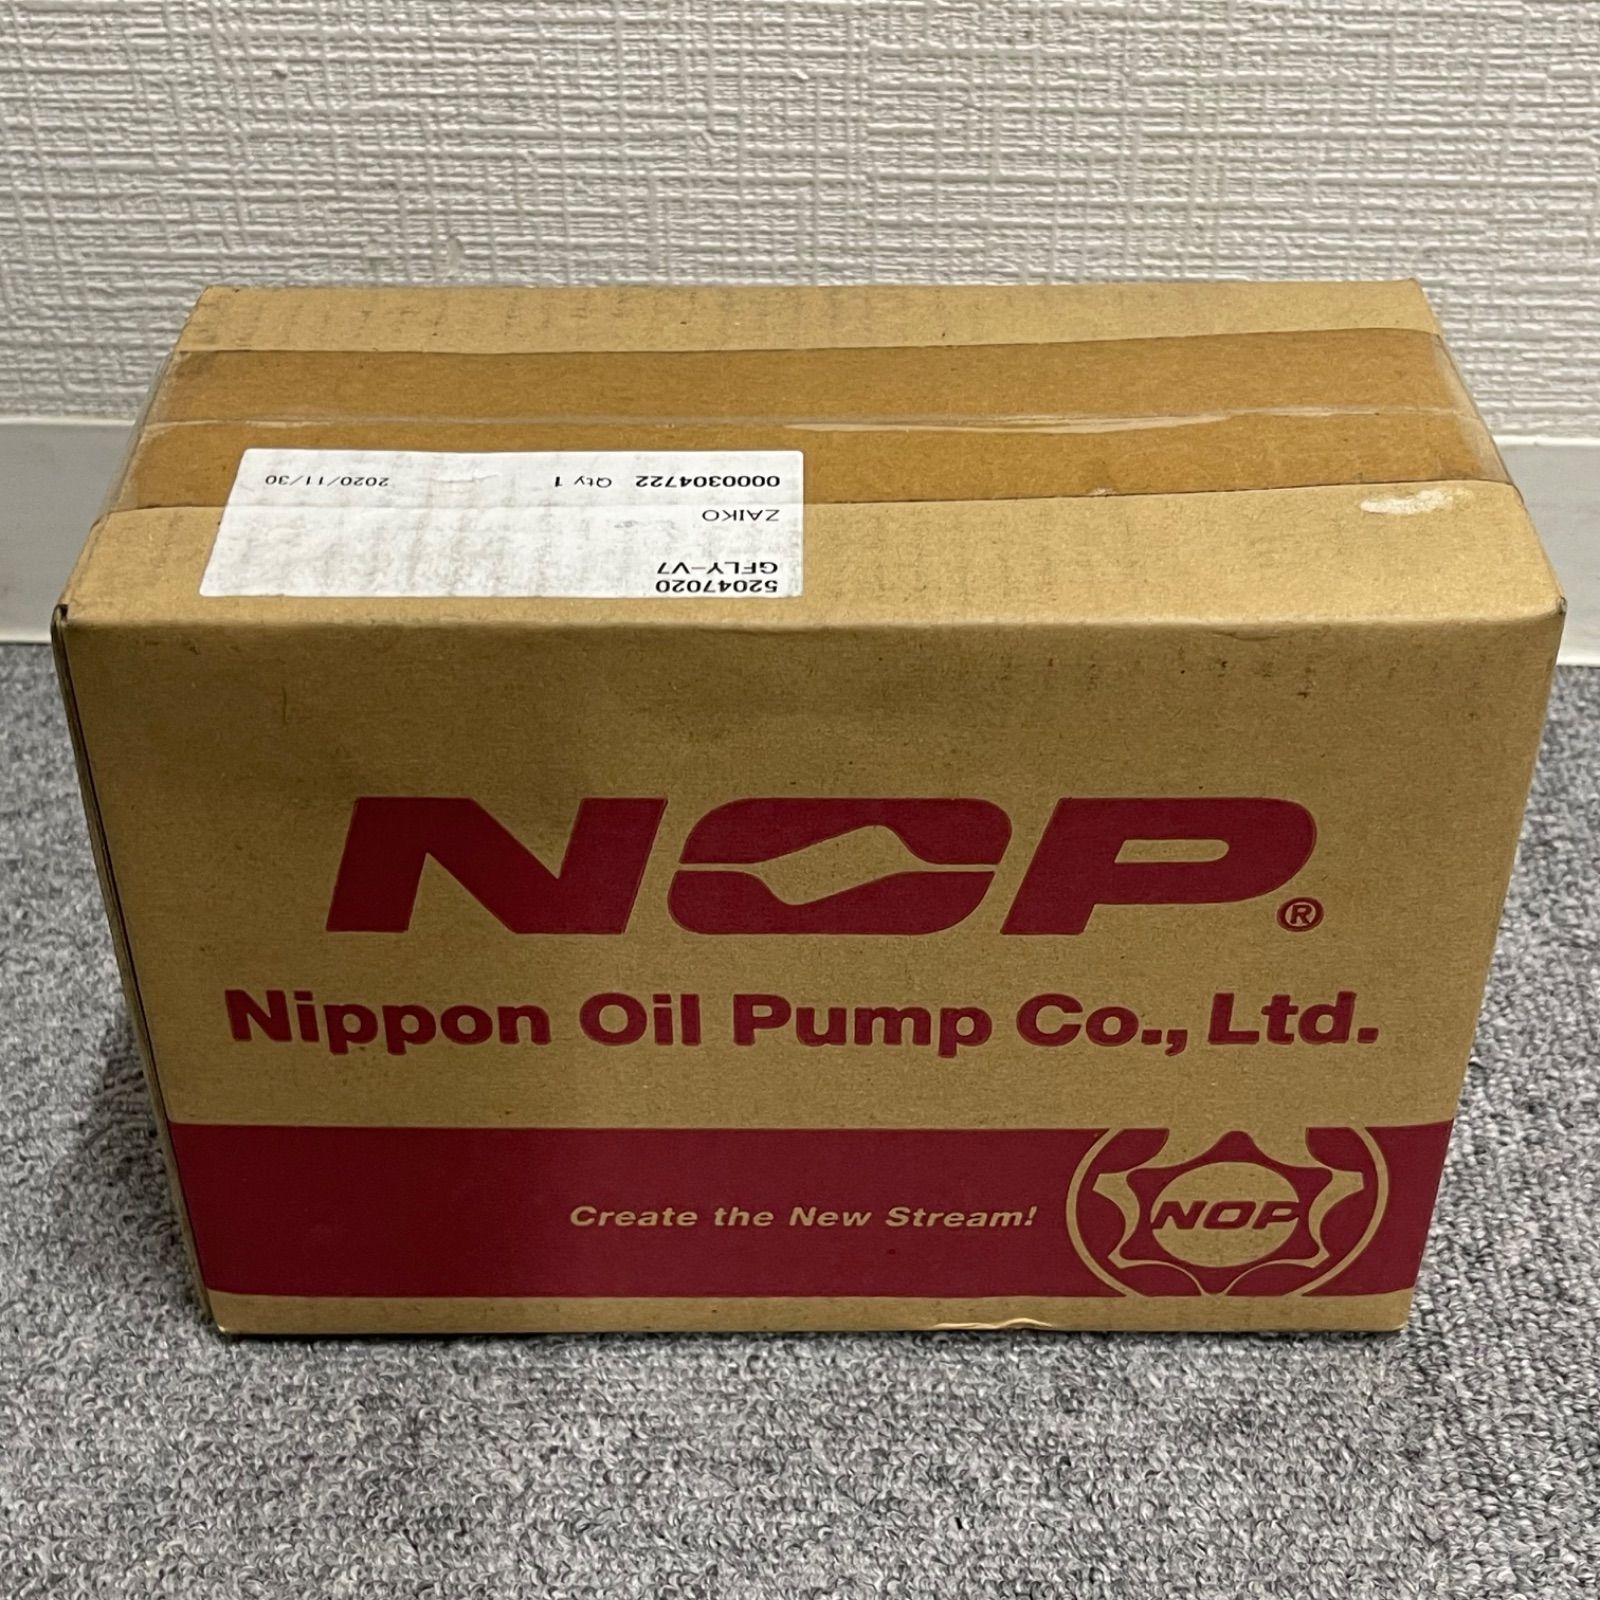 52047020
GFLY-V7
ZAIKO
0000304722 Qty 1 2020/11/30
NOP®
Nippon Oil Pump Co., Ltd.
Create the New Stream!
NOP